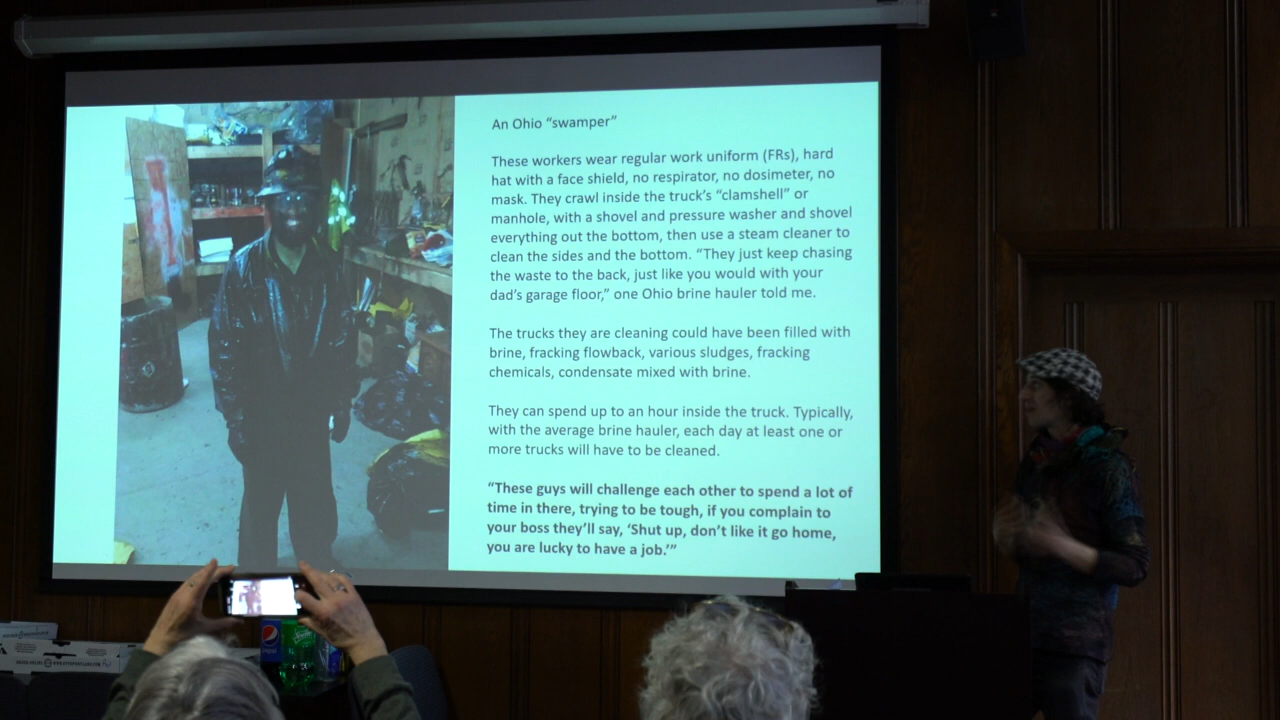 An Ohio “swamper”
These workers wear regular work uniform (FRs), hard
hat with a face shield, no respirator, no dosimeter, no
mask. They crawl inside the truck’s “clamshell” or
manhole, with a shovel and pressure washer and shovel
everything out the bottom, then use a steam cleaner to
clean the sides and the bottom. “They just keep chasing
the waste to the back, just like you would with your
dad’s garage floor,” one Ohio brine hauler told me.
The trucks they are cleaning could have been filled with
brine, fracking flowback, various sludges, fracking
chemicals, condensate mixed with brine.
They can spend up to an hour inside the truck. Typically,
with the average brine hauler, each day at least one or
more trucks will have to be cleaned.
“These guys will challenge each other to spend a lot of
time in there, trying to be tough, if you complain to
your boss they’ll say, ‘Shut up, don’t like it go home,
you are lucky to have a job.’”